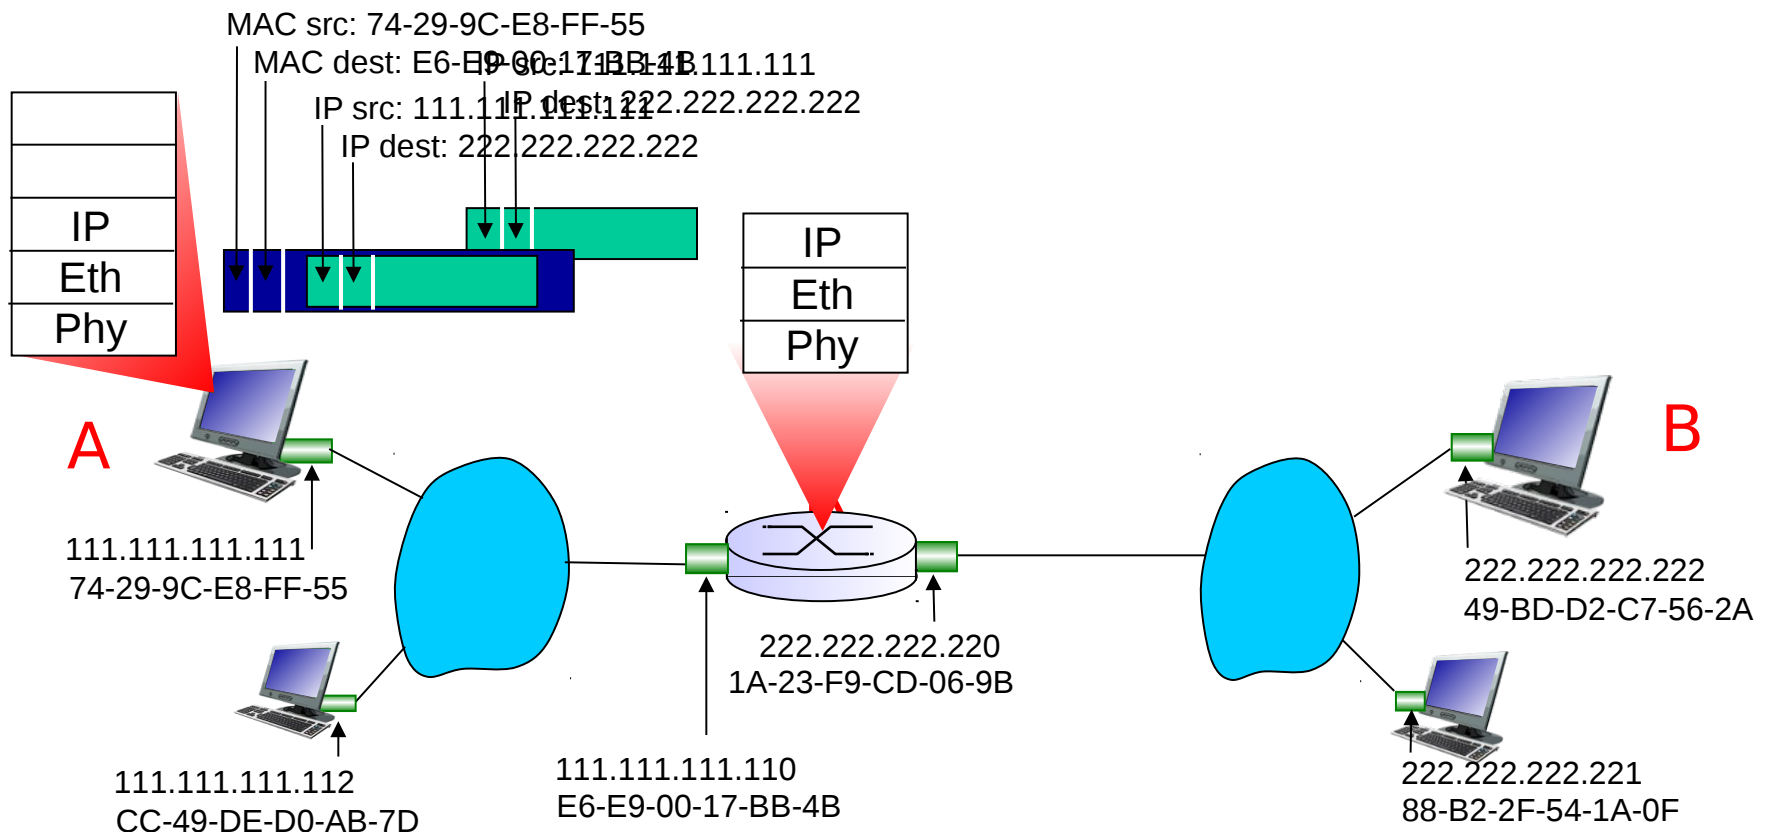 MAC src: 74-29-9C-E8-FF-55
MAC dest: E6-E9-00-17-BB-4B
IP src: 111.111.111.111
IP dest: 222.222.222.222
IP src: 111.111.111.111
IP dest: 222.222.222.222
IP
Eth
Phy
IP
Eth
Phy
A
B
111.111.111.111
74-29-9C-E8-FF-55
222.222.222.222
49-BD-D2-C7-56-2A
222.222.222.220
1A-23-F9-CD-06-9B
111.111.111.112
CC-49-DE-D0-AB-7D
111.111.111.110
E6-E9-00-17-BB-4B
222.222.222.221
88-B2-2F-54-1A-0F